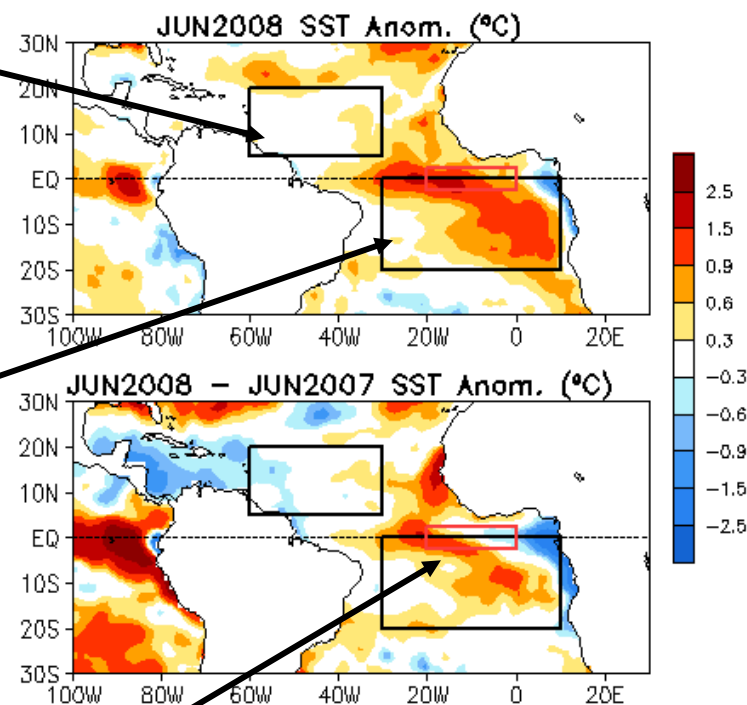 JUN2008 SST Anom. (ºC)
30N
20N
10N
EQ
10S
20S
30S
100W 80W 60W 40W 20W 0 20E
JUN2008 – JUN2007 SST Anom. (ºC)
30N
20N
10N
EQ
10S
20S
30S
100W 80W 60W 40W 20W 0 20E
2.5
1.5
0.9
0.6
0.3
-0.3
-0.6
-0.9
-1.5
-2.5